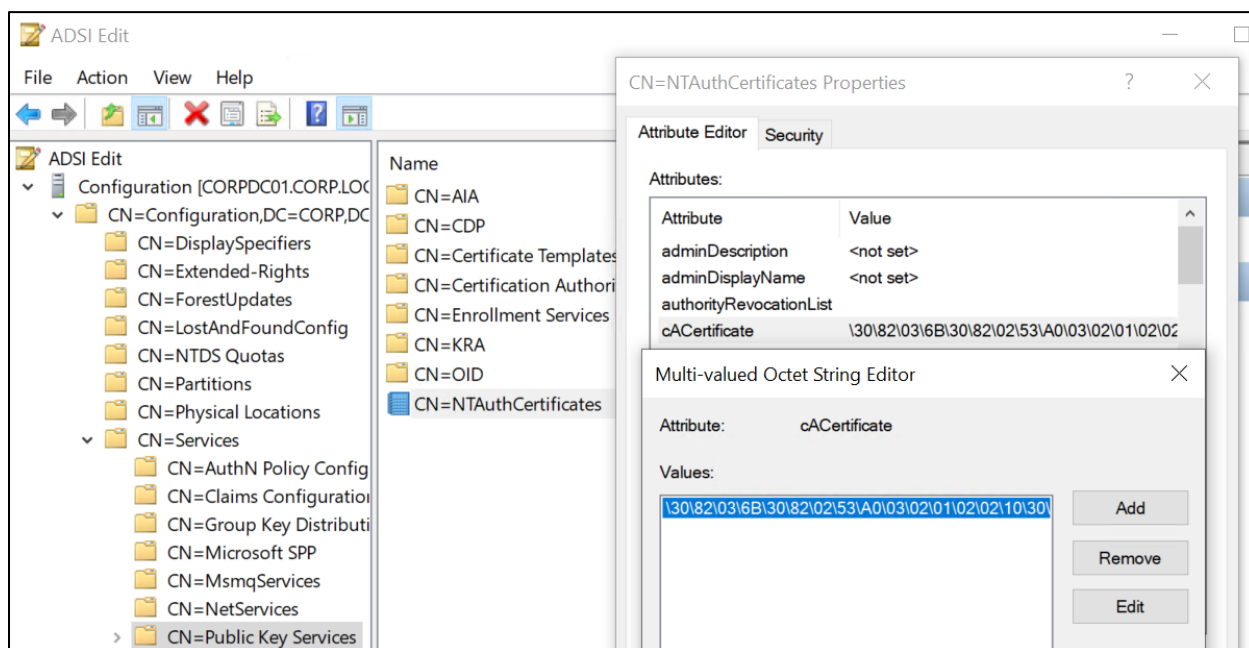 ADSI Edit
File Action View Help
ADSI Edit
Configuration [CORPDC01.CORP.LOC
CN=Configuration,DC=CORP,DC
CN=DisplaySpecifiers
CN=Extended-Rights
CN=ForestUpdates
CN=LostAndFoundConfig
CN=NTDS Quotas
CN=Partitions
CN=Physical Locations
CN=Services
CN=AuthN Policy Config
CN=Claims Configuration
CN=Group Key Distributi
CN=Microsoft SPP
CN=MsmqServices
CN=NetServices
CN=Public Key Services
Name
CN=AIA
CN=CDP
CN=Certificate Templates
CN=Certification Authori
CN=Enrollment Services
CN=KRA
CN=OID
CN=NTAuthCertificates
CN=NTAuthCertificates Properties
Attribute Editor Security
Attributes:
Attribute Value
adminDescription <not set>
adminDisplayName <not set>
authorityRevocationList
cACertificate \30\82\03\6B\30\82\02\53\A0\03\02\01\02\02
Multi-valued Octet String Editor
Attribute: cACertificate
Values:
\30\82\03\6B\30\82\02\53\A0\03\02\01\02\02\10\30\
Add
Remove
Edit